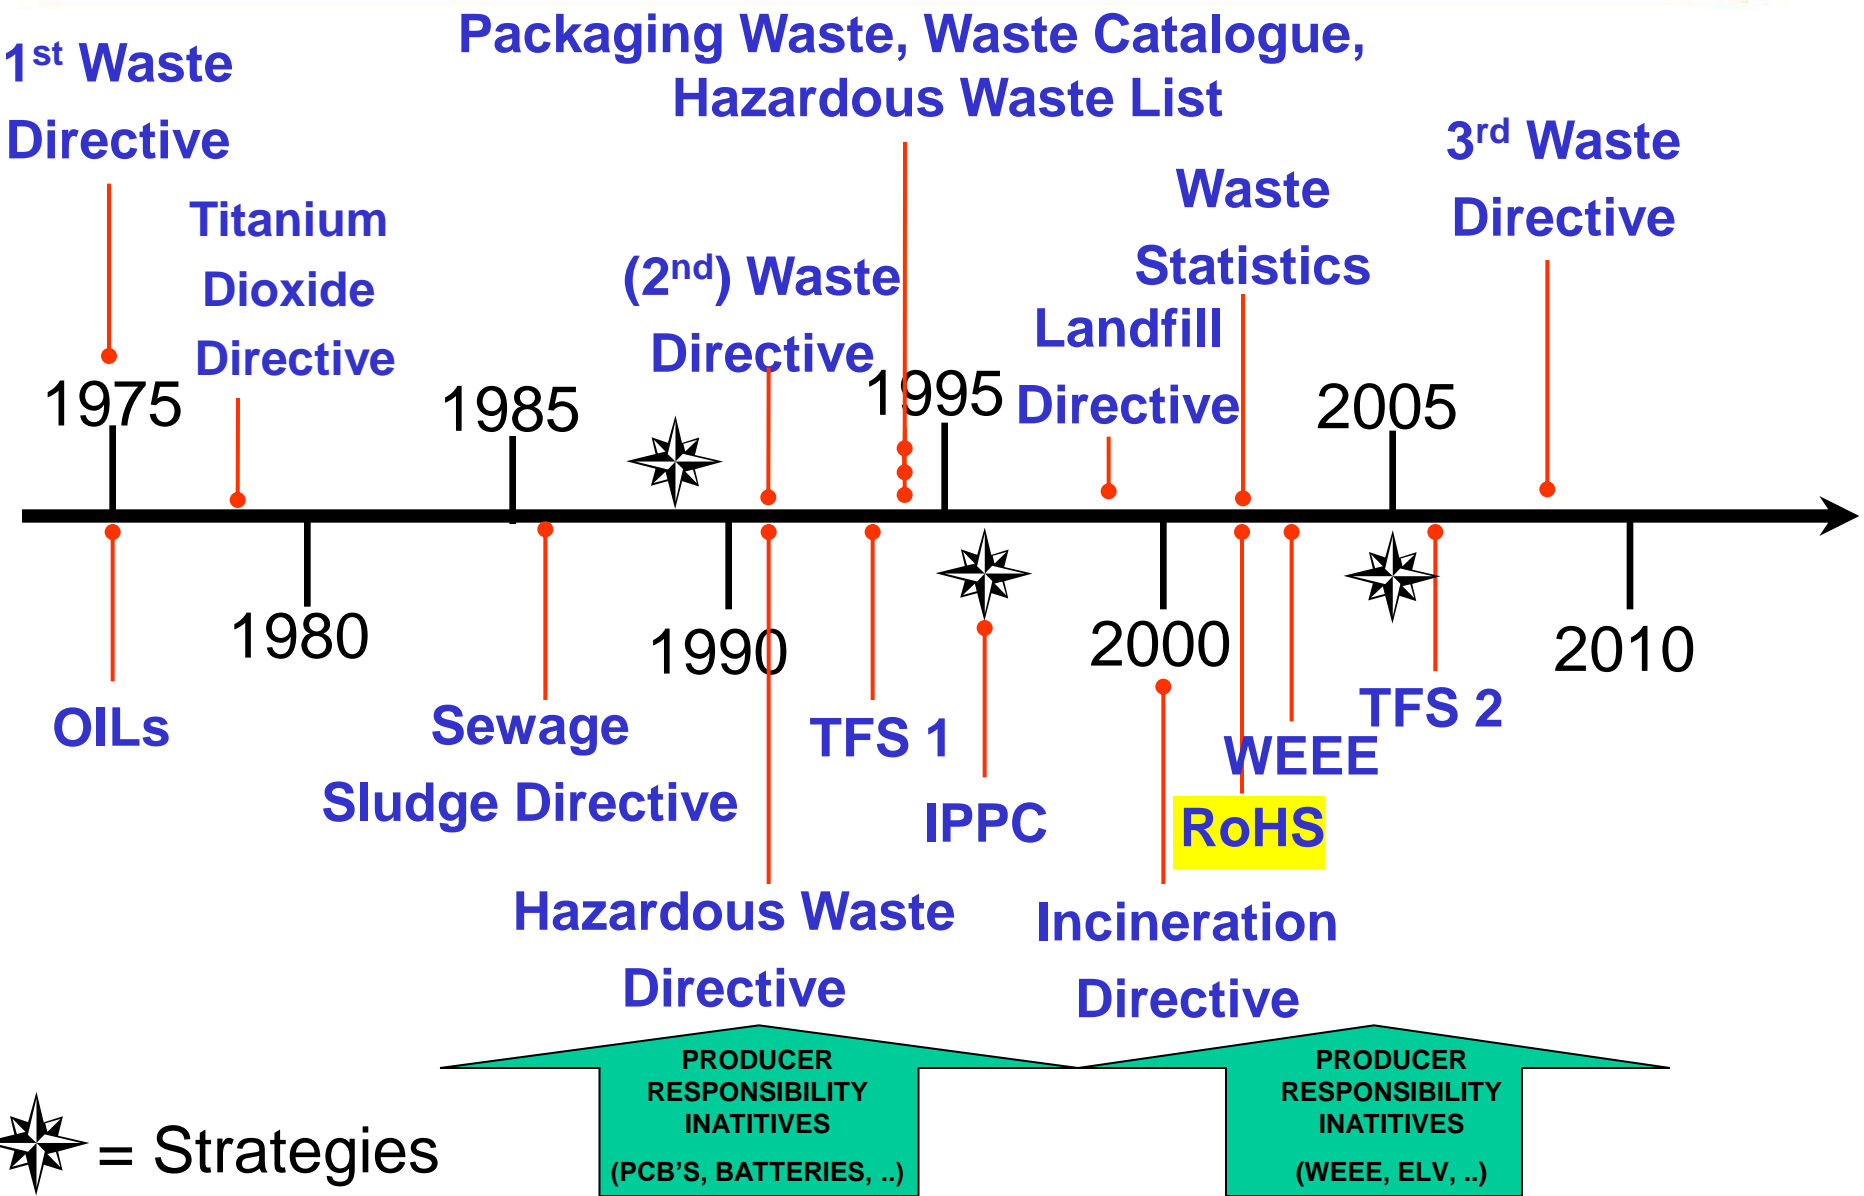 Packaging Waste, Waste Catalogue,
Hazardous Waste List
1st Waste
Directive
Titanium
Dioxide
Directive
(2nd) Waste
Directive
Landfill
Directive
Waste
Statistics
3rd Waste
Directive
1975
1985
1995
2005
1980
1990
2000
2010
OILs
Sewage
Sludge Directive
TFS 1
IPPC
WEEE
RoHS
TFS 2
Hazardous Waste
Directive
Incineration
Directive
PRODUCER
RESPONSIBILITY
INATITIVES
(PCB'S, BATTERIES, ..)
PRODUCER
RESPONSIBILITY
INATITIVES
(WEEE, ELV, ..)
= Strategies